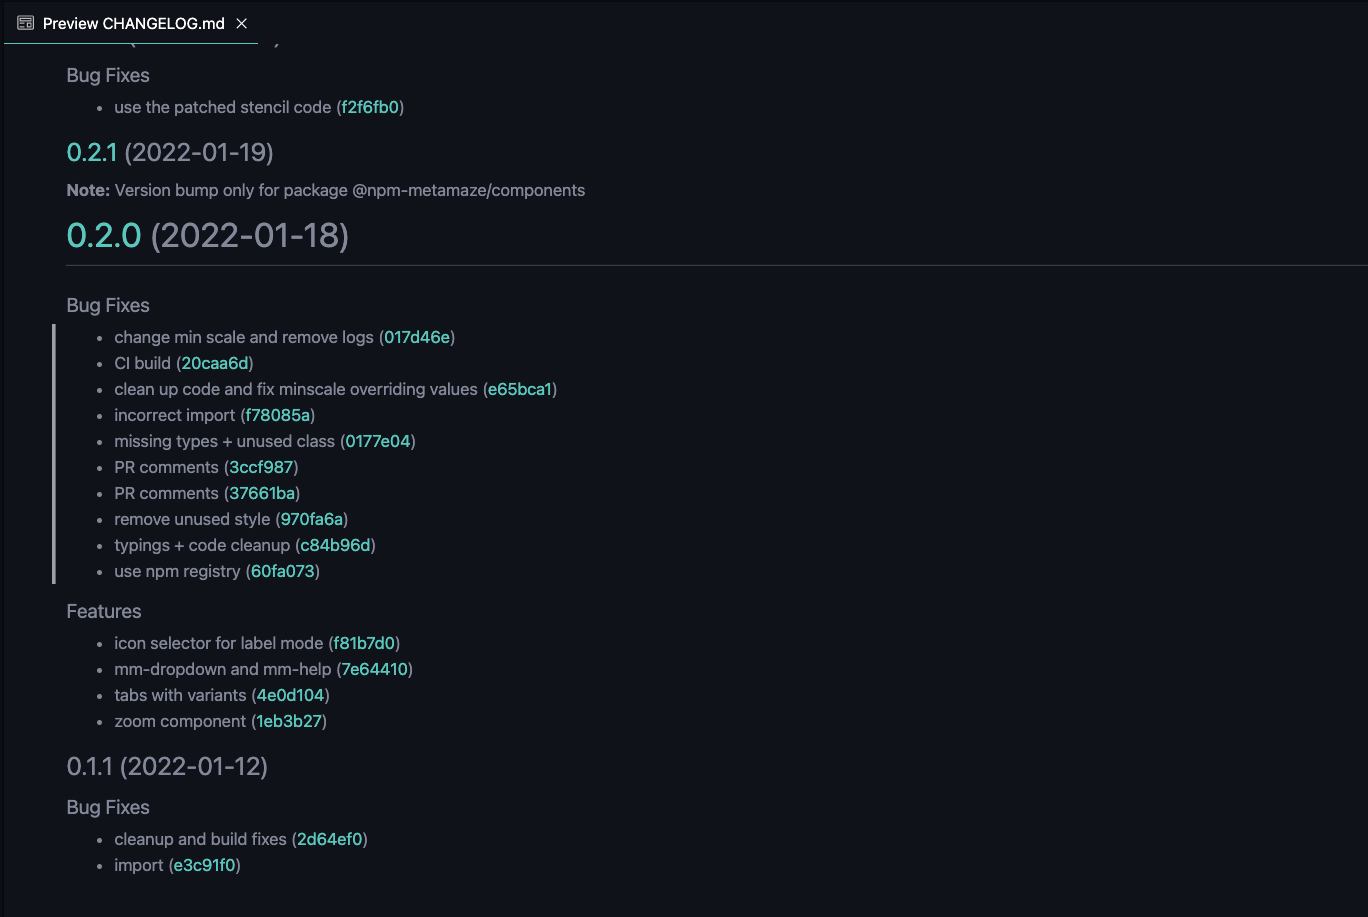 Preview CHANGELOG.md
Bug Fixes
use the patched stencil code (f2f6fb0)
0.2.1 (2022-01-19)
Note: Version bump only for package @npm-metamaze/components
0.2.0 (2022-01-18)
Bug Fixes
change min scale and remove logs (017d46e)
CI build (20caa6d)
clean up code and fix minscale overriding values (e65bca1)
incorrect import (f78085a)
missing types + unused class (0177e04)
PR comments (3ccf987)
PR comments (37661ba)
remove unused style (970fa6a)
typings + code cleanup (c84b96d)
use npm registry (60fa073)
Features
icon selector for label mode (f81b7d0)
mm-dropdown and mm-help (7e64410)
tabs with variants (4e0d104)
zoom component (1eb3b27)
0.1.1 (2022-01-12)
Bug Fixes
cleanup and build fixes (2d64ef0)
import (e3c91f0)